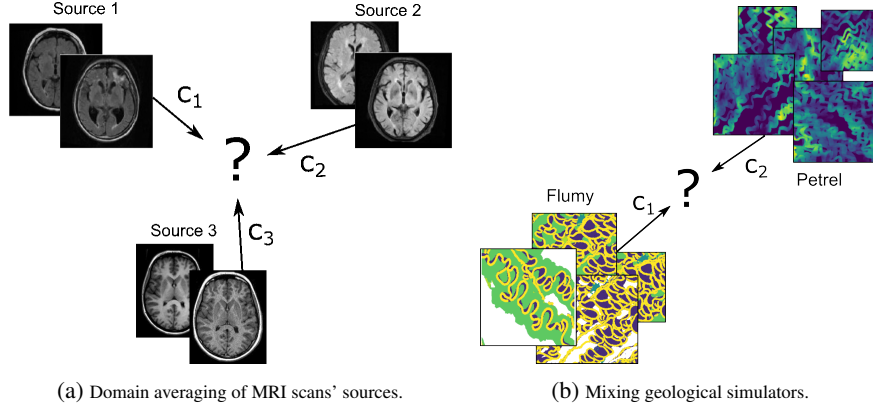 Source 1
Source 2
C1
?
C2
C3
Source 3
Petrel
C2
?
C1
Flumy
(a) Domain averaging of MRI scans' sources.
(b) Mixing geological simulators.